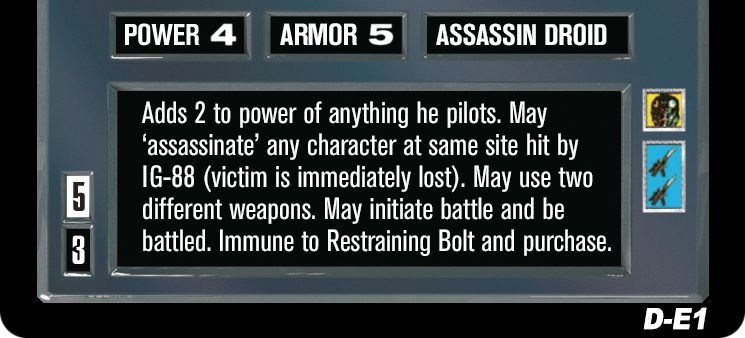 POWER 4 ARMOR 5 ASSASSIN DROID
Adds 2 to power of anything he pilots. May
‘assassinate’ any character at same site hit by
IG-88 (victim is immediately lost). May use two
different weapons. May initiate battle and be
battled. Immune to Restraining Bolt and purchase.
5
3
D-E1